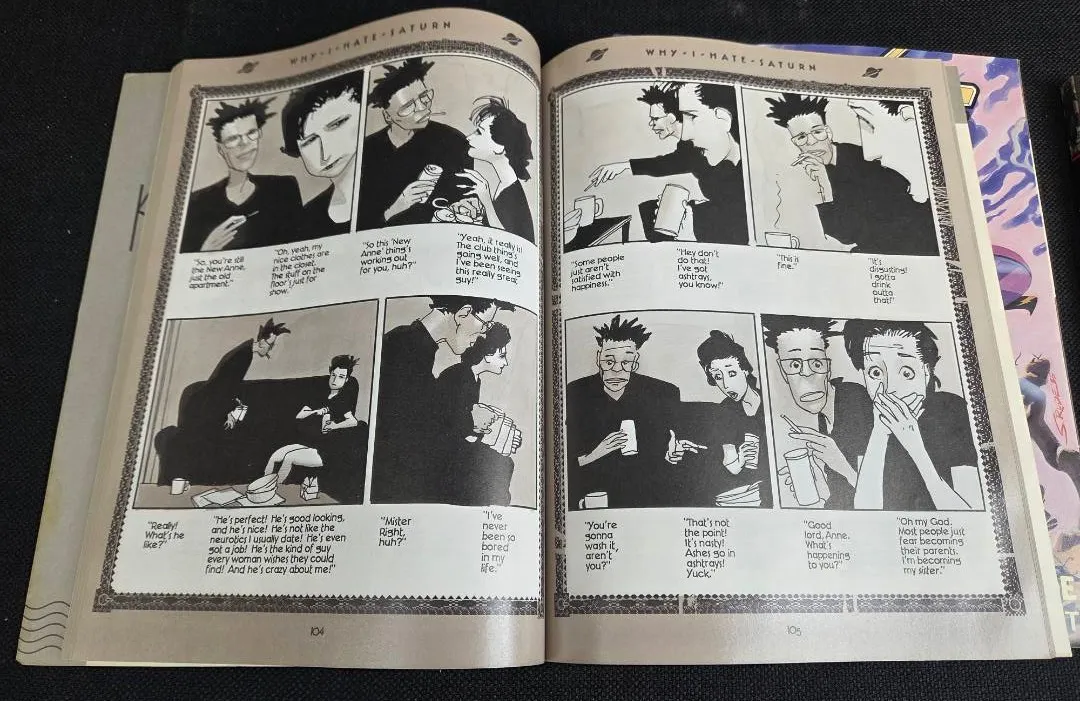 WHY·I·HATE·SATURN
"So, you're still
the New Anne,
just the old
apartment."
"Oh, yeah, my
nice clothes are
in the closet.
The stuff on the
floor's just for
show."
"So this 'New
Anne' thing's
working out
for you, huh?"
"Yeah, it really is!
The club thing's
going well, and
I've been seeing
this really great
guy!"
"Really!
What's he
like?"
"He's perfect! He's good looking,
and he's nice! He's not like the
neurotics I usually date! He's even
got a job! He's the kind of guy
every woman wishes they could
find! And he's crazy about me!"
"Mister
Right,
huh?"
"I've
never
been so
bored
in my
life."
104
WHY·I·HATE·SATURN
"Some people
just aren't
satisfied with
happiness."
"Hey don't
do that!
I've got
ashtrays,
you know!"
"This is
fine."
"It's
disgusting!
I gotta
drink
outta
that!"
"You're
gonna
wash it,
aren't
you?"
"That's not
the point!
It's nasty!
Ashes go in
ashtrays!
Yuck."
"Good
lord, Anne.
What's
happening
to you?"
"Oh my God.
Most people just
fear becoming
their parents.
I'm becoming
my sister."
105
K